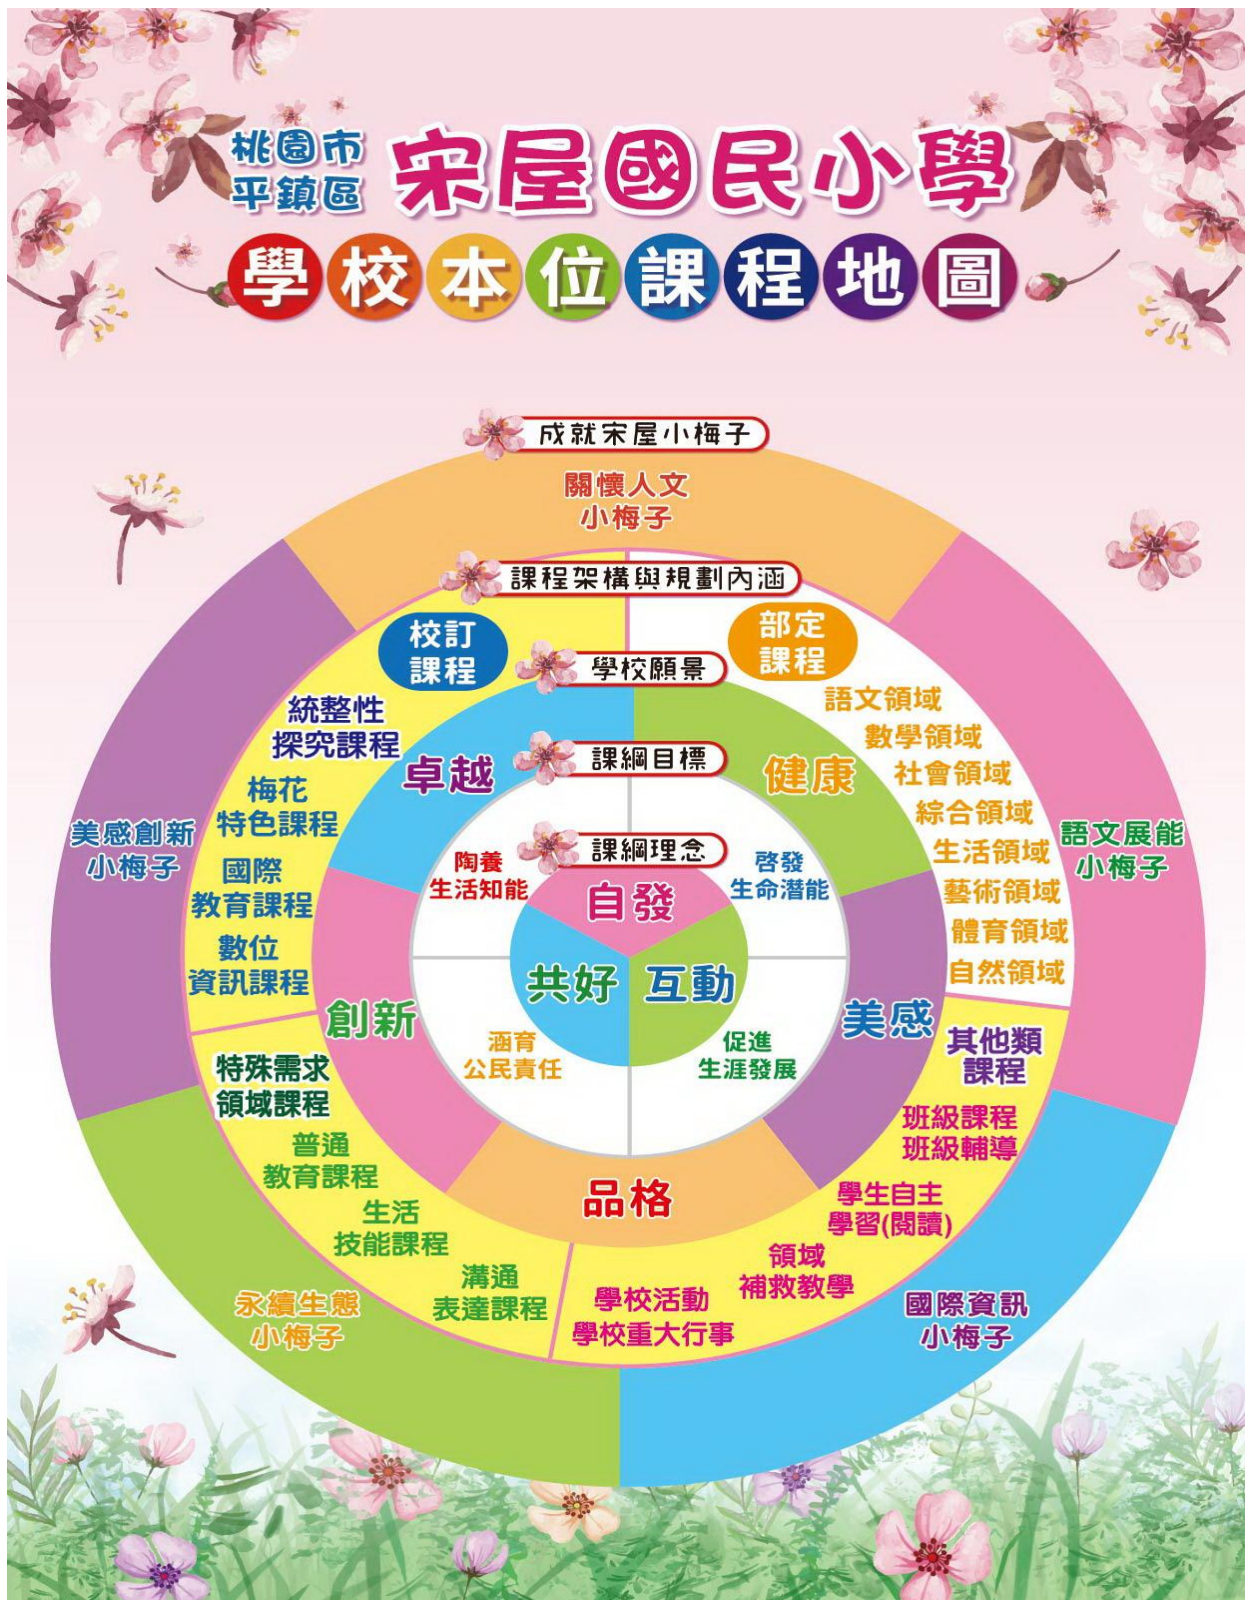 桃園市
平鎮區
宋屋國民小學
學校本位課程地圖
成就宋屋小梅子
關懷人文
小梅子
課程架構與規劃內涵
校訂
課程
部定
課程
學校願景
統整性
探究課程
語文領域
數學領域
社會領域
綜合領域
生活領域
藝術領域
體育領域
自然領域
卓越
課綱目標
健康
梅花
特色課程
美感創新
小梅子
語文展能
小梅子
國際
教育課程
數位
資訊課程
陶養
生活知能
課綱理念
啓發
生命潛能
自發
共好
互動
創新
美感
涵育
公民責任
促進
生涯發展
其他類
課程
特殊需求
領域課程
班級課程
班級輔導
普通
教育課程
品格
學生自主
學習(閱讀)
生活
技能課程
領域
補救教學
溝通
表達課程
學校活動
學校重大行事
永續生態
小梅子
國際資訊
小梅子